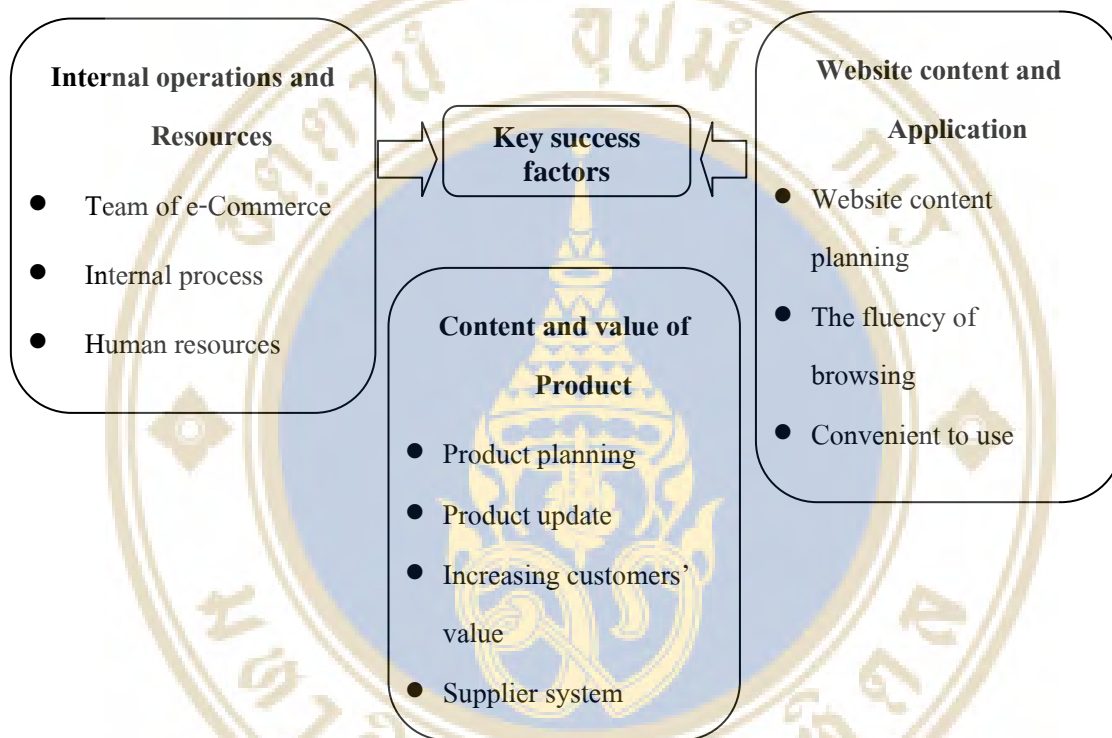 Internal operations and
Resources
● Team of e-Commerce
● Internal process
● Human resources
Key success
factors
Website content and
Application
● Website content
planning
● The fluency of
browsing
● Convenient to use
Content and value of
Product
● Product planning
● Product update
● Increasing customers’
value
● Supplier system